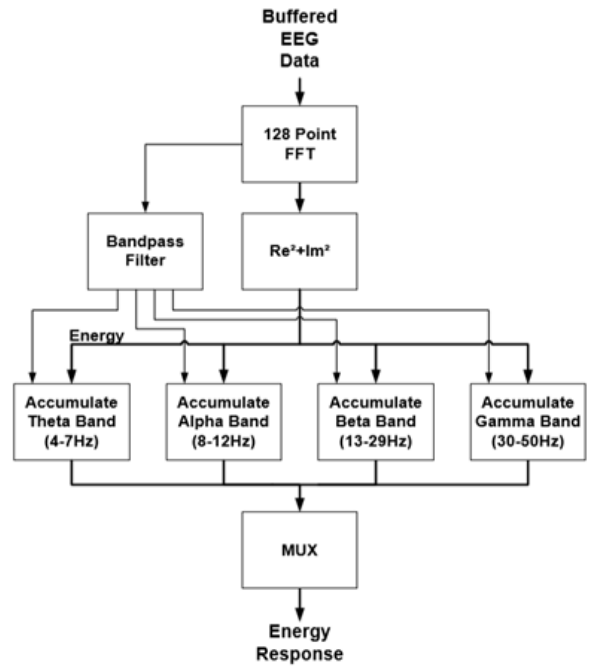 Buffered
EEG
Data
128 Point
FFT
Bandpass
Filter
Re²+Im²
Energy
Accumulate
Theta Band
(4-7Hz)
Accumulate
Alpha Band
(8-12Hz)
Accumulate
Beta Band
(13-29Hz)
Accumulate
Gamma Band
(30-50Hz)
MUX
Energy
Response